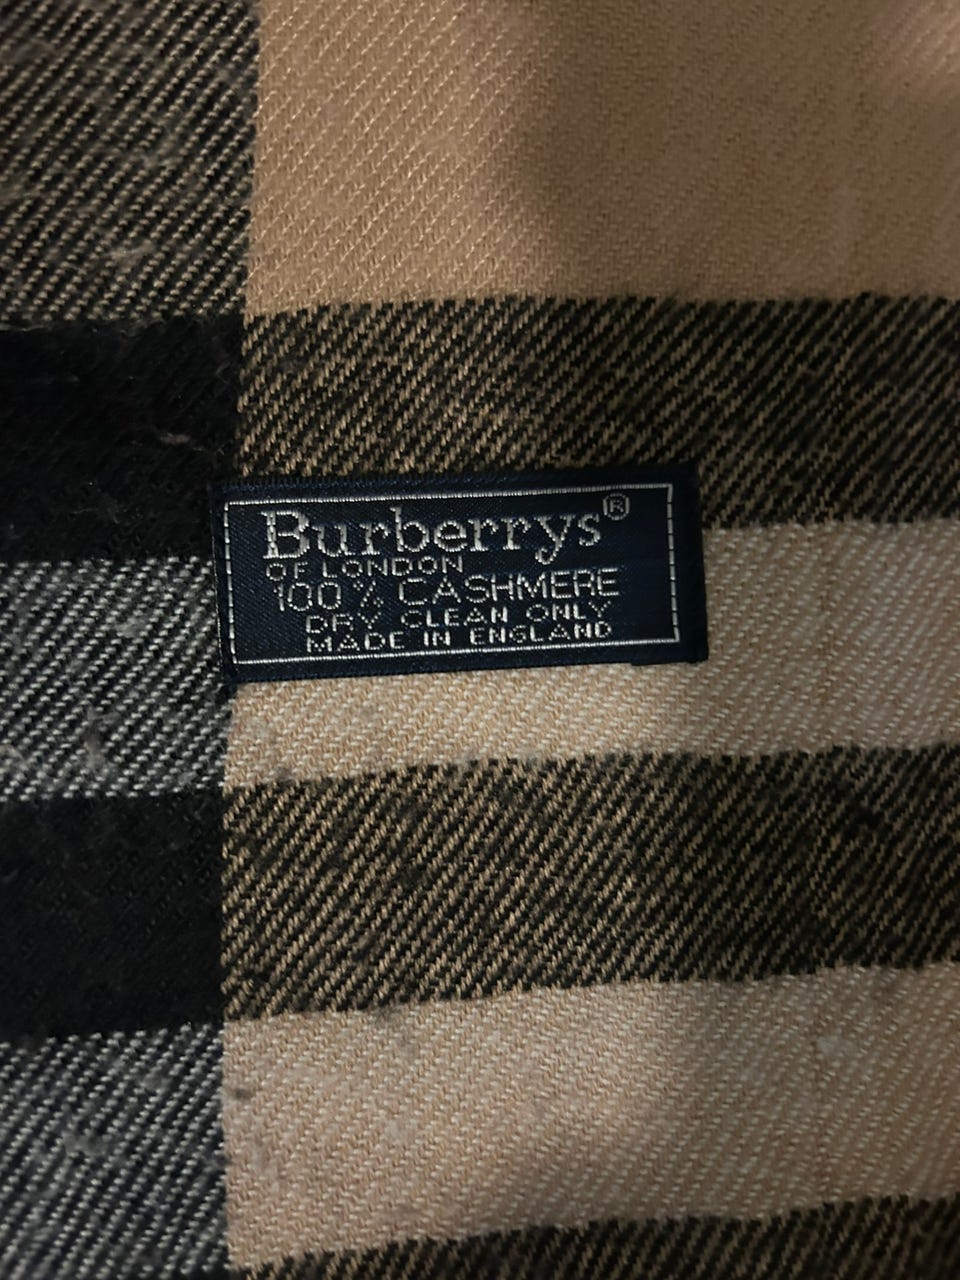 Burberrys®
OF LONDON
100% CASHMERE
DRY CLEAN ONLY
MADE IN ENGLAND